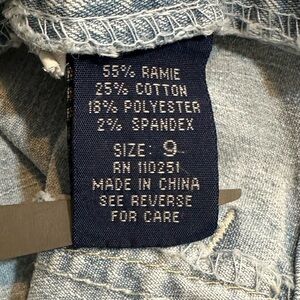 55% RAMIE
25% COTTON
18% POLYESTER
2% SPANDEX
SIZE: 9
RN 110251
MADE IN CHINA
SEE REVERSE
FOR CARE